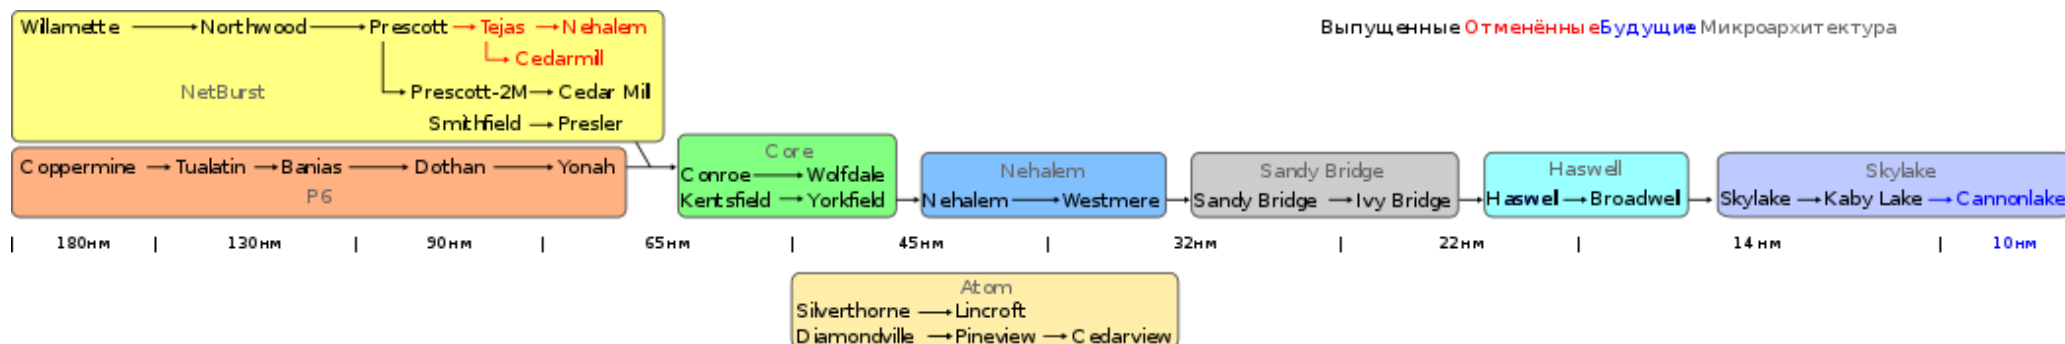 Willamette Northwood Prescott Tejas Nehalem
Выпущенные Отменённые Будущие Микроархитектура
Cedarmill
NetBurst Prescott-2M Cedar Mill
Smithfield Presler
Coppermine Tualatin Banias Dothan Yonah
P6
Core
Conroe Wolfdale
Kentsfield Yorkfield
Nehalem
Nehalem Westmere
Sandy Bridge
Sandy Bridge Ivy Bridge
Haswell
Haswel Broadwel
Skylake
Skylake Kaby Lake Cannonlake
| 180нм | 130нм | 90нм | 65нм | 45нм | 32нм | 22нм | 14нм | 10нм
Atom
Silverthorne Lincroft
Diamondville Pineview Cedarview